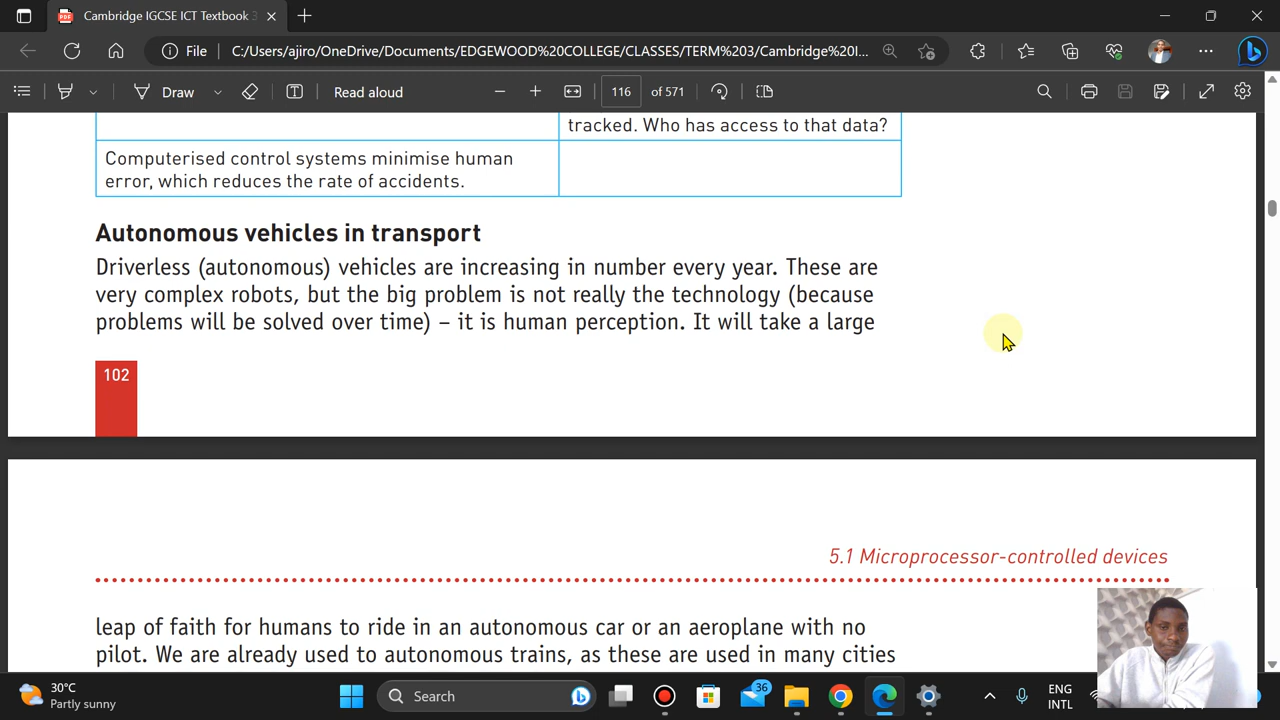 Cambridge IGCSE ICT Textbook 3
File
C:/Users/ajiro/OneDrive/Documents/EDGEWOOD%20COLLEGE/CLASSES/TERM%203/Cambridge%20I...
Draw
Read aloud
116
of 571
tracked. Who has access to that data?
Computerised control systems minimise human
error, which reduces the rate of accidents.
Autonomous vehicles in transport
Driverless (autonomous) vehicles are increasing in number every year. These are
very complex robots, but the big problem is not really the technology (because
problems will be solved over time) – it is human perception. It will take a large
102
5.1 Microprocessor-controlled devices
leap of faith for humans to ride in an autonomous car or an aeroplane with no
pilot. We are already used to autonomous trains, as these are used in many cities
30°C
Partly sunny
Search
36
ENG
INTL